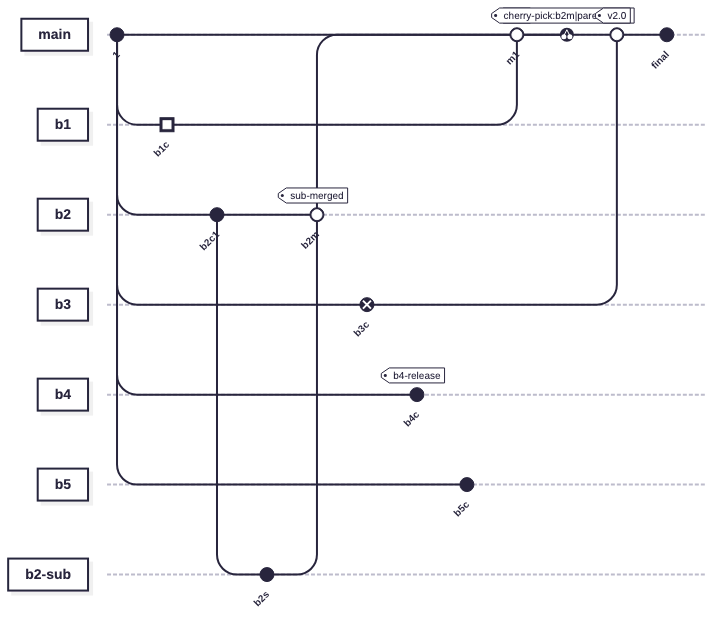 cherry-pick:b2m|pare
v2.0
main
1
m1
final
b1
b1c
sub-merged
b2
b2c1
b2m
b3
b3c
b4-release
b4
b4c
b5
b5c
b2-sub
b2s